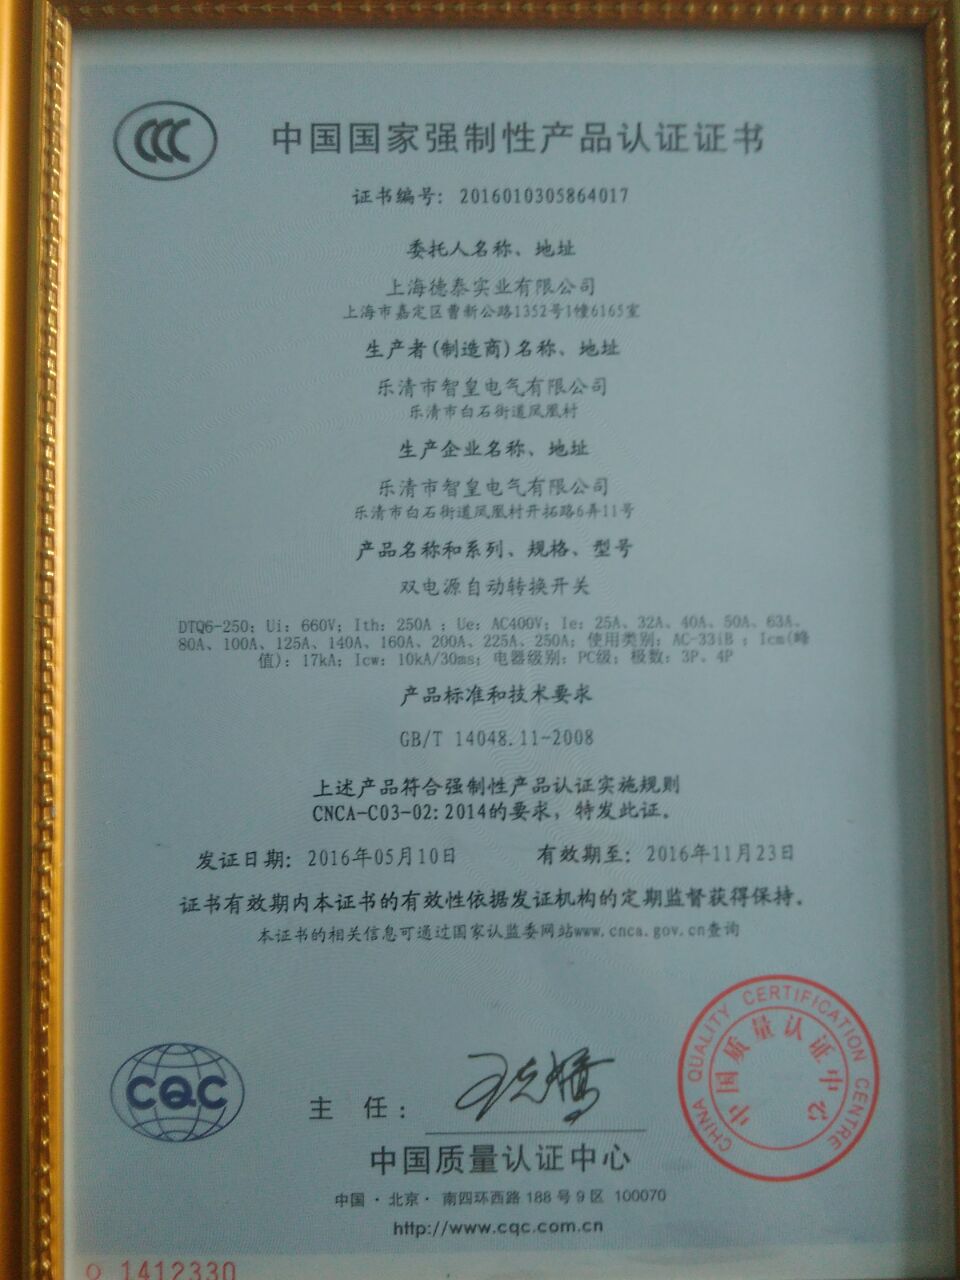 CCC
中国国家强制性产品认证证书
证书编号: 2016010305864017
委托人名称、地址
上海德泰实业有限公司
上海市嘉定区曹新公路1352号1幢6165室
生产者(制造商)名称、地址
乐清市智皇电气有限公司
乐清市白石街道凤凰村
生产企业名称、地址
乐清市智皇电气有限公司
乐清市白石街道凤凰村开拓路6弄11号
产品名称和系列、规格、型号
双电源自动转换开关
DTQ6-250; Ui: 660V; Ith: 250A ; Ue: AC400V; Ie: 25A、32A、40A、50A、63A、
80A、100A、125A、140A、160A、200A、225A、250A; 使用类别: AC-33iB ; Icm(峰
值): 17kA; Icw: 10kA/30ms; 电器级别: PC级; 极数: 3P、4P
产品标准和技术要求
GB/T 14048.11-2008
上述产品符合强制性产品认证实施规则
CNCA-C03-02:2014的要求, 特发此证。
发证日期: 2016年05月10日 有效期至: 2016年11月23日
证书有效期内本证书的有效性依据发证机构的定期监督获得保持。
本证书的相关信息可通过国家认监委网站www.cnca.gov.cn查询
CHINA QUALITY CERTIFICATION CENTRE
中国质量认证中心
CQC
主 任:
中国质量认证中心
中国·北京·南四环西路188号9区 100070
http://www.cqc.com.cn
Q 1412330